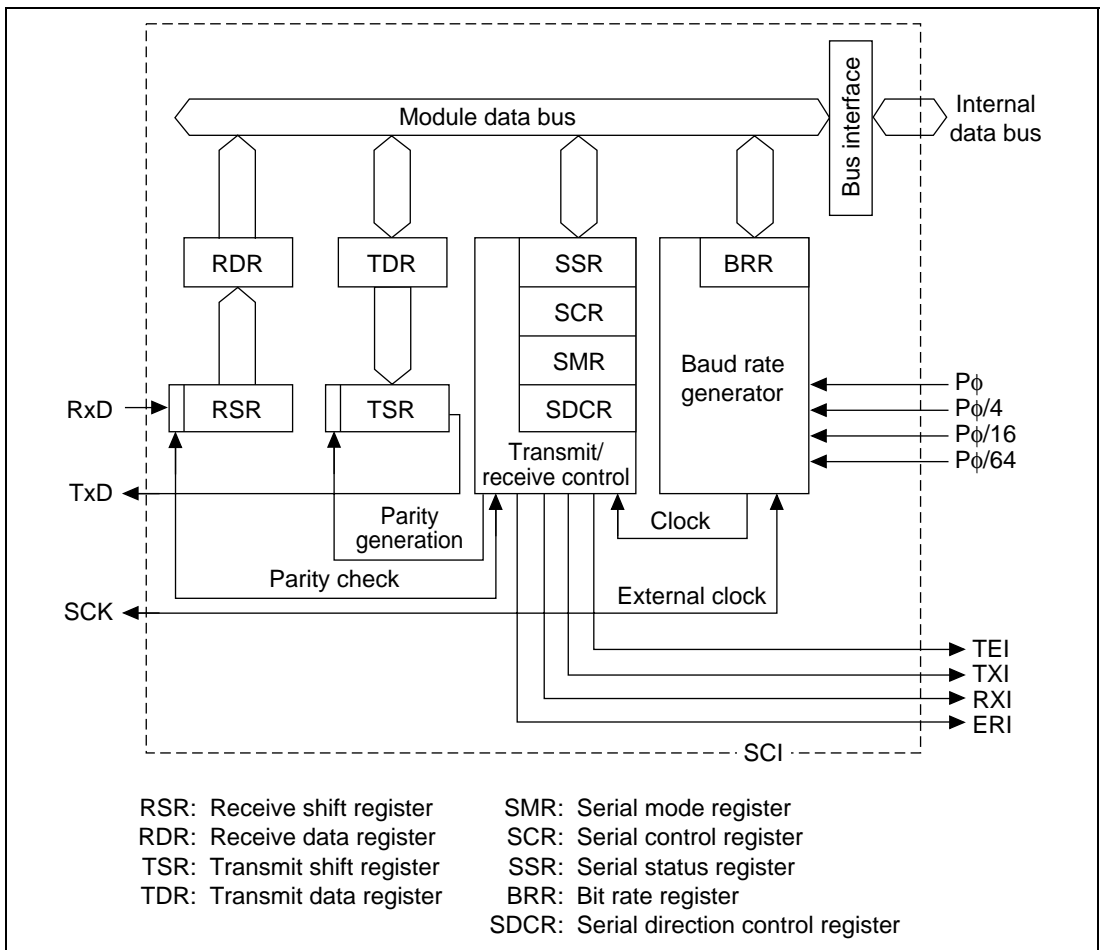 Bus interface
Module data bus
Internal
data bus
RDR
TDR
SSR
BRR
SCR
SMR
Baud rate
generator
Pϕ
Pϕ/4
Pϕ/16
Pϕ/64
RxD
RSR
TSR
SDCR
Transmit/
receive control
TxD
Parity
generation
Clock
Parity check
External clock
SCK
TEI
TXI
RXI
ERI
SCI
RSR: Receive shift register
RDR: Receive data register
TSR: Transmit shift register
TDR: Transmit data register
SMR: Serial mode register
SCR: Serial control register
SSR: Serial status register
BRR: Bit rate register
SDCR: Serial direction control register